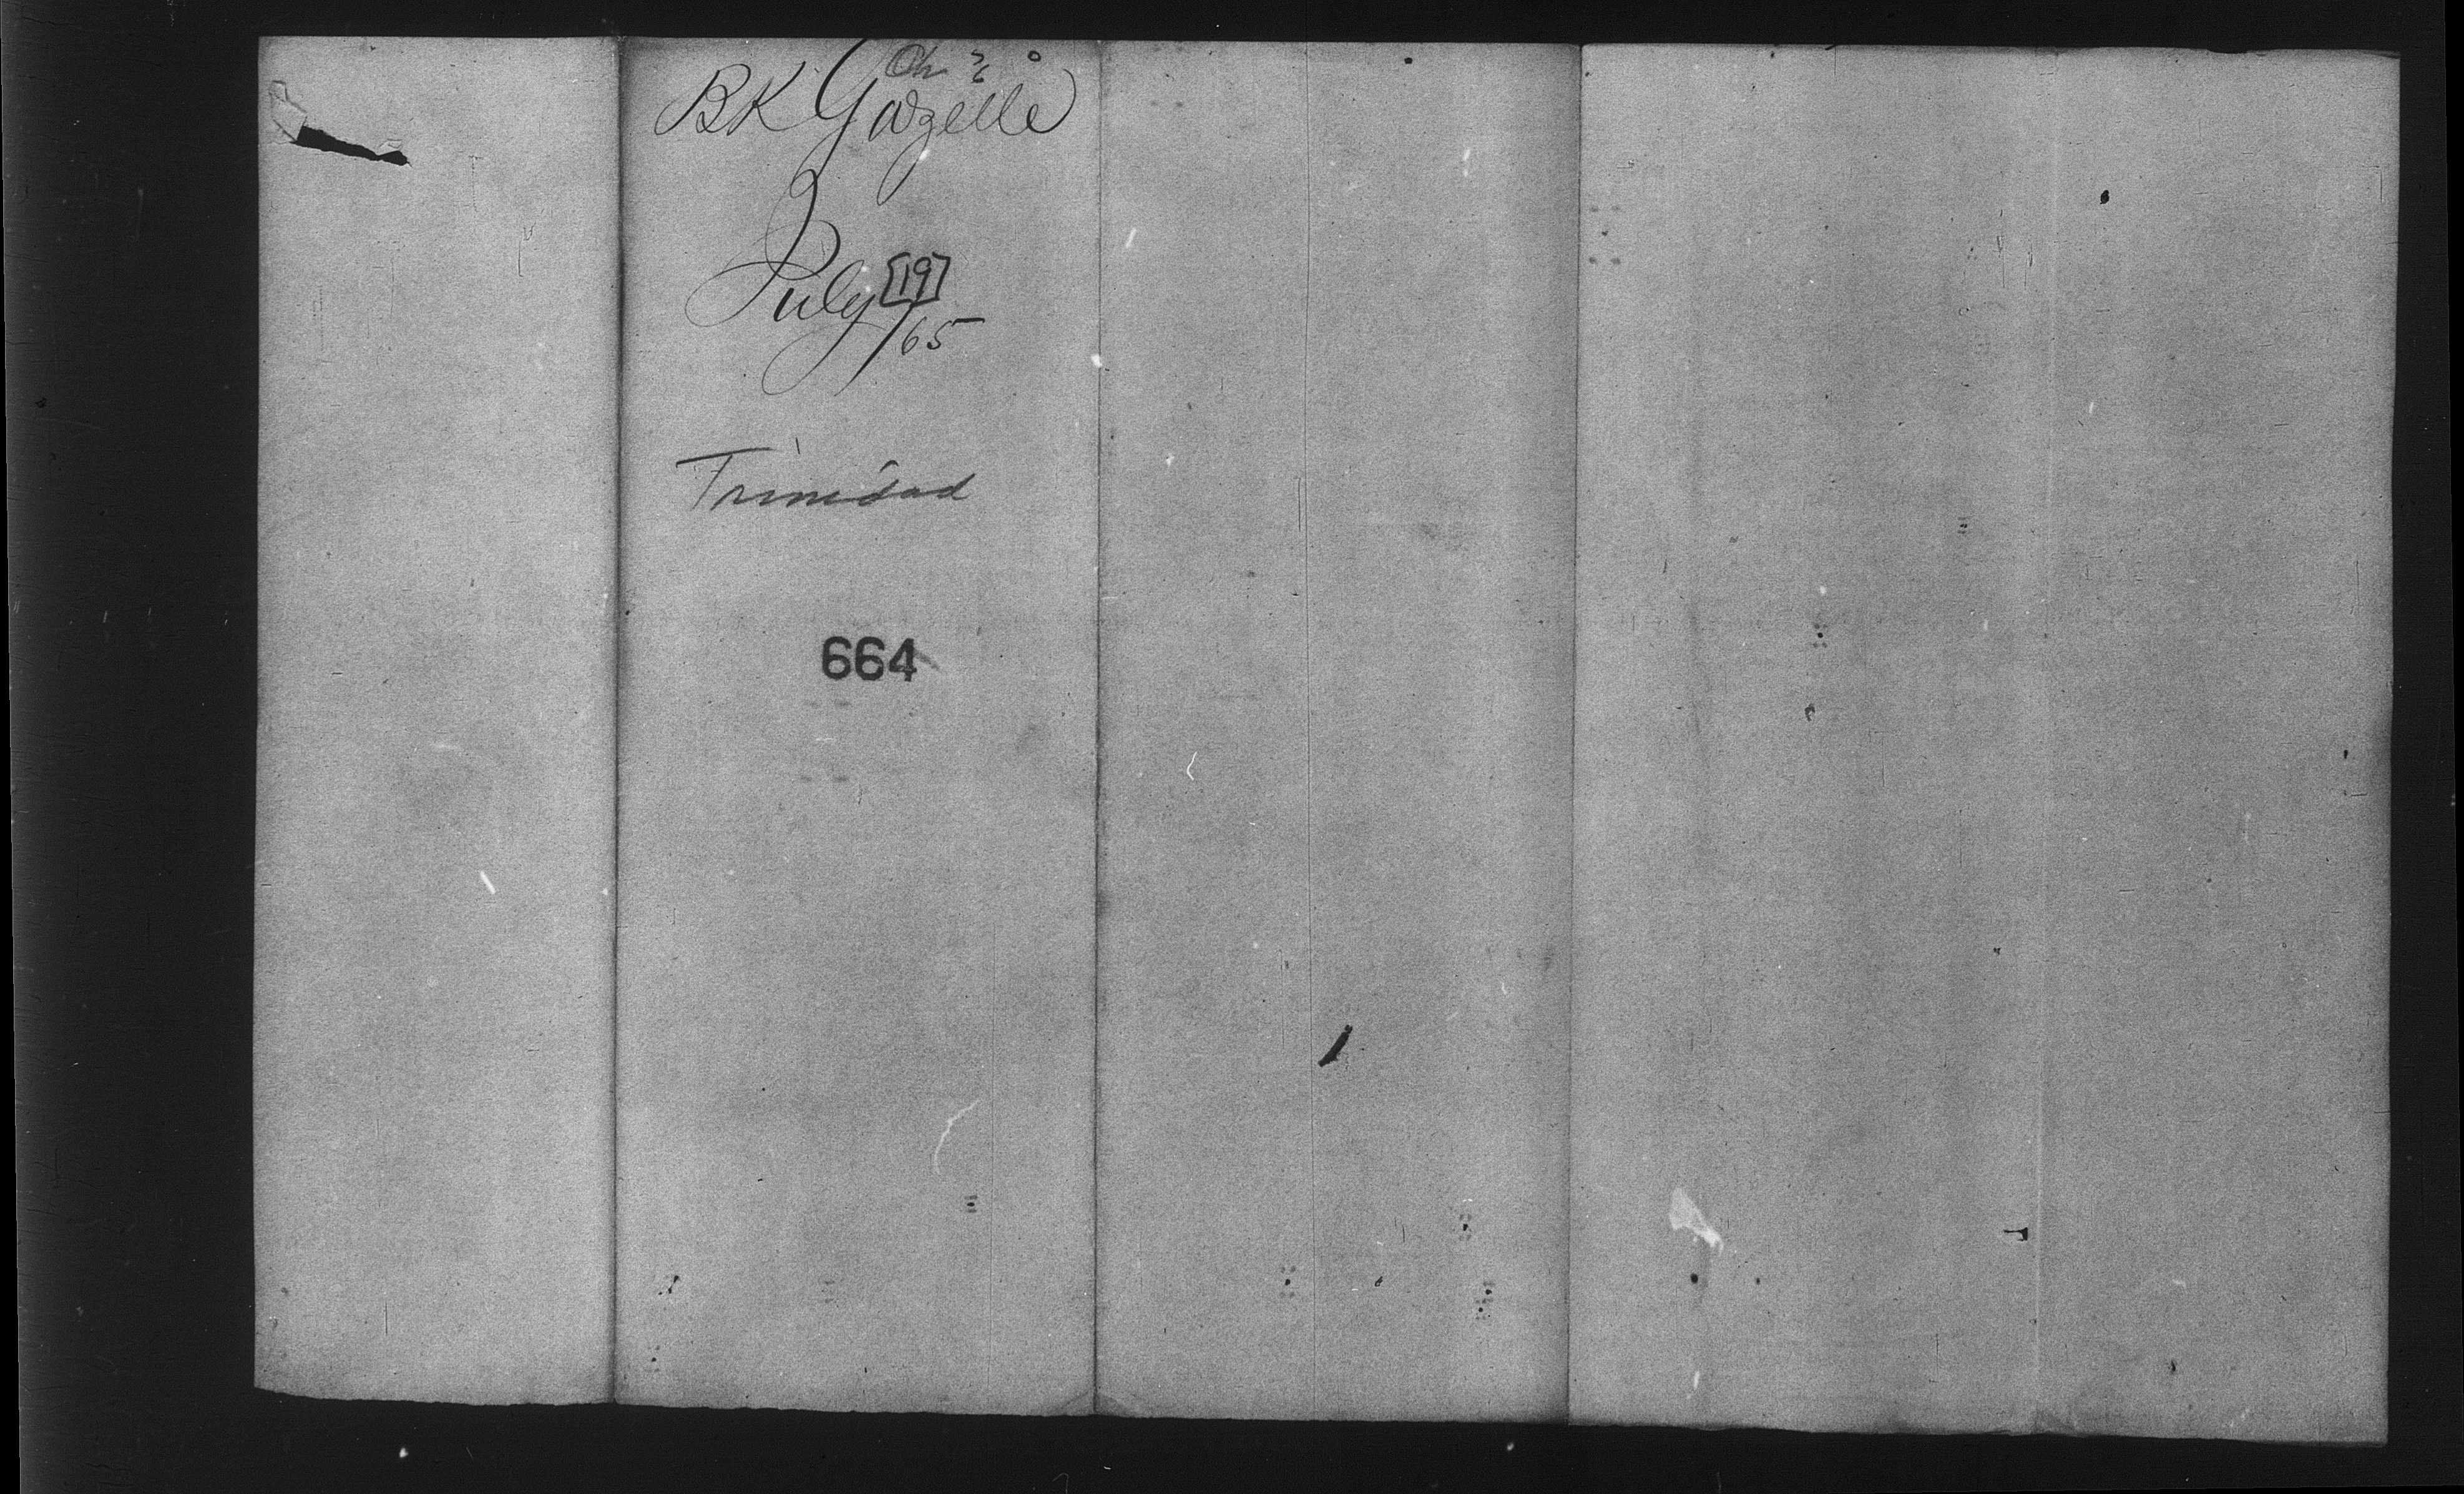 BK Gazelle
July [19]
/65
Trinidad
664